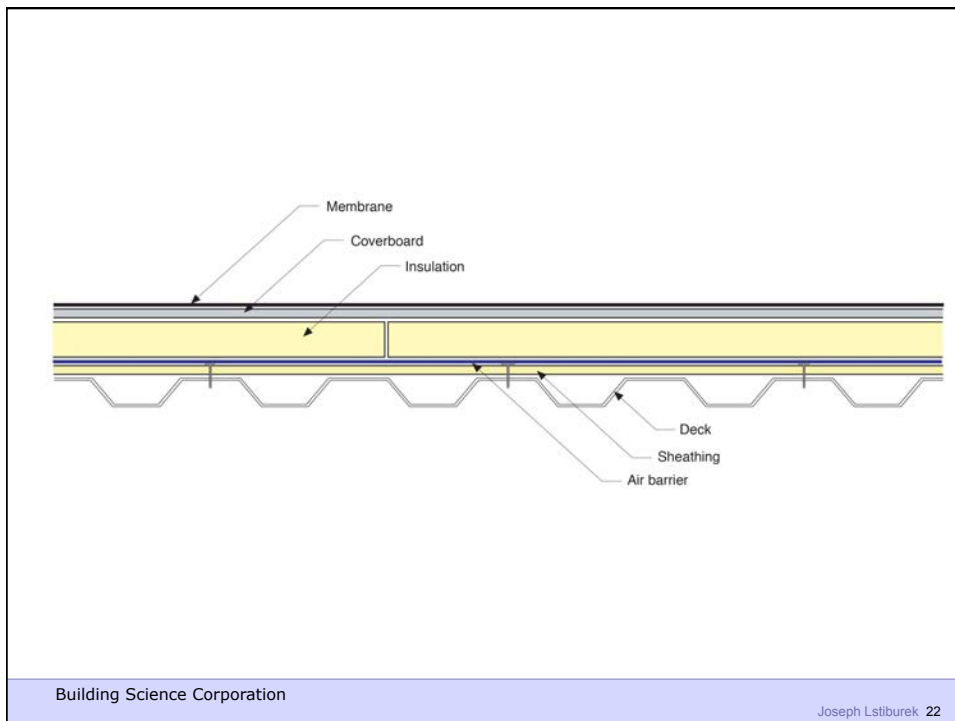 Membrane
Coverboard
Insulation
Deck
Sheathing
Air barrier
Building Science Corporation
Joseph Lstiburek 22